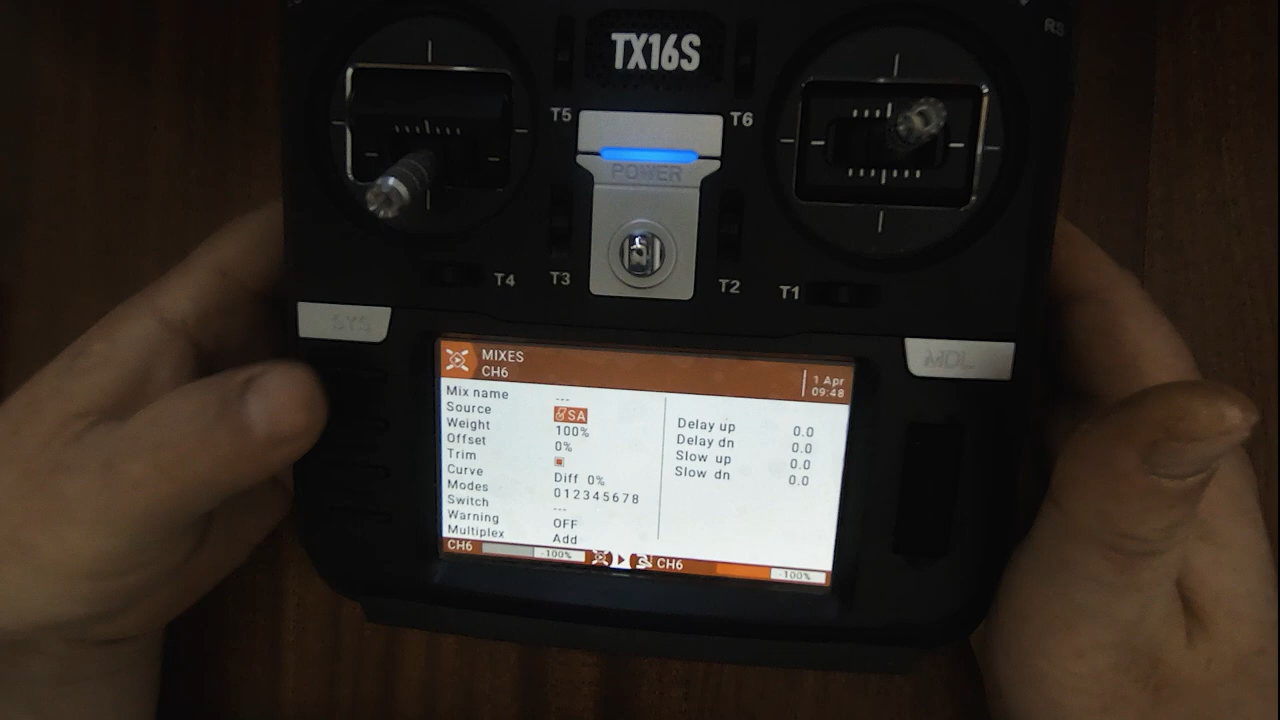 RS
TX16S
T5
T6
POWER
T4
T3
T2
T1
SYS
MDL
MIXES
CH6
1 Apr
09:48
Mix name ---
Source SA
Weight 100%
Offset 0%
Trim
Curve Diff 0%
Modes 012345678
Switch ---
Warning OFF
Multiplex Add
Delay up 0.0
Delay dn 0.0
Slow up 0.0
Slow dn 0.0
CH6 -100% CH6 -100%